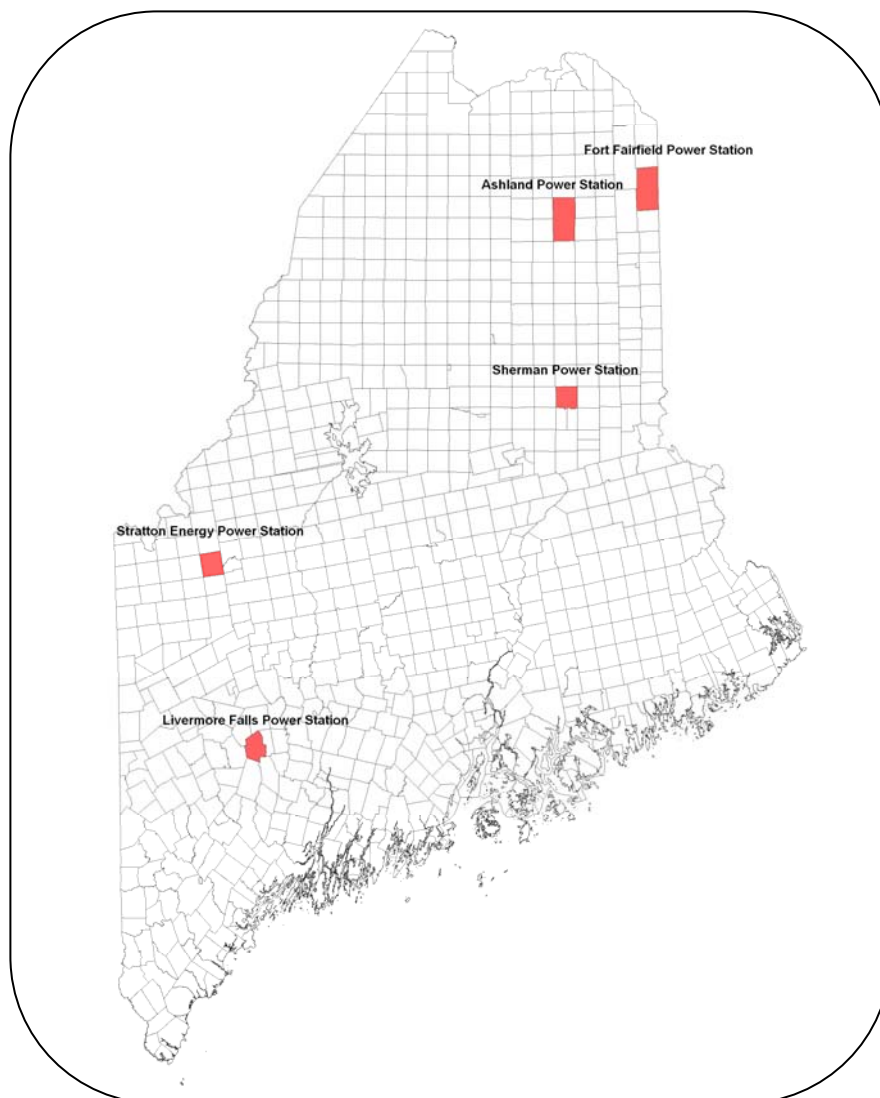 Fort Fairfield Power Station
Ashland Power Station
Sherman Power Station
Stratton Energy Power Station
Livermore Falls Power Station